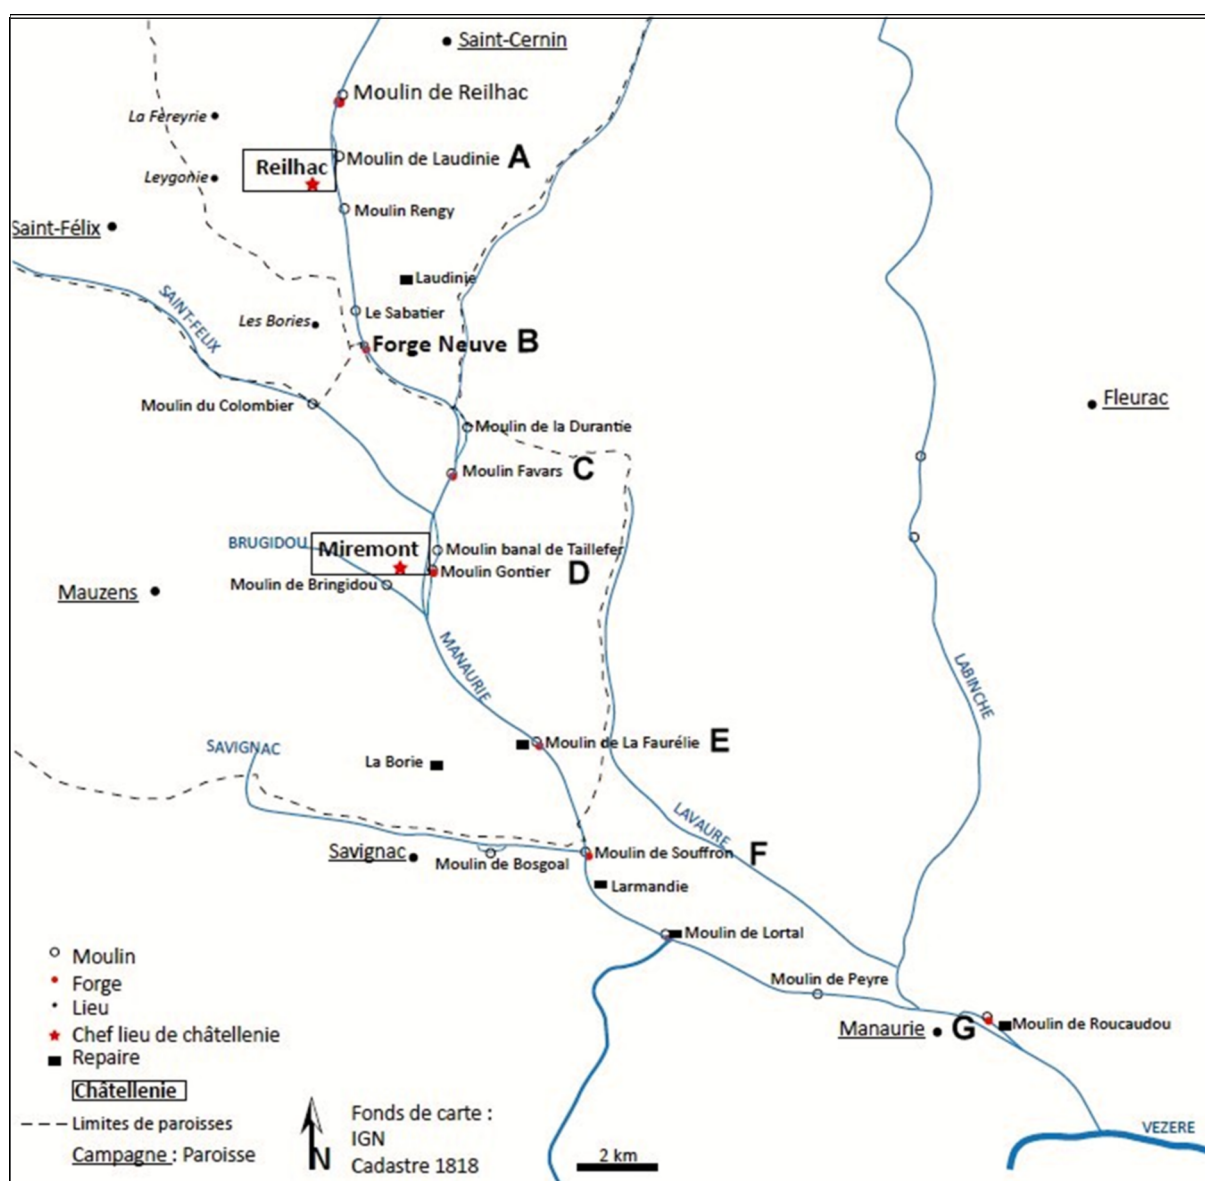 Saint-Cernin
Moulin de Reilhac
La Fereyrie
Moulin de Laudinie A
Reilhac
Leygonie
Moulin Rengy
Saint-Félix
Laudinie
SAINT-FELIX
Le Sabatier
Les Bories
Forge Neuve B
Fleurac
Moulin du Colombier
Moulin de la Durantie
Moulin Favars C
BRUGIDOU
Miremont
Moulin banal de Taillefer
Moulin Gontier D
Moulin de Bringidou
Mauzens
MANAURIE
LABINCHE
SAVIGNAC
Moulin de La Faurélie E
La Borie
LAVAURE
Savignac
Moulin de Bosgoal
Moulin de Souffron F
Larmandie
Moulin de Lortal
Moulin de Peyre
Manaurie G
Moulin de Roucaudou
VEZERE
Moulin
Forge
Lieu
Chef lieu de châtellenie
Repaire
Châtellenie
Limites de paroisses
Campagne : Paroisse
N
Fonds de carte :
IGN
Cadastre 1818
2 km